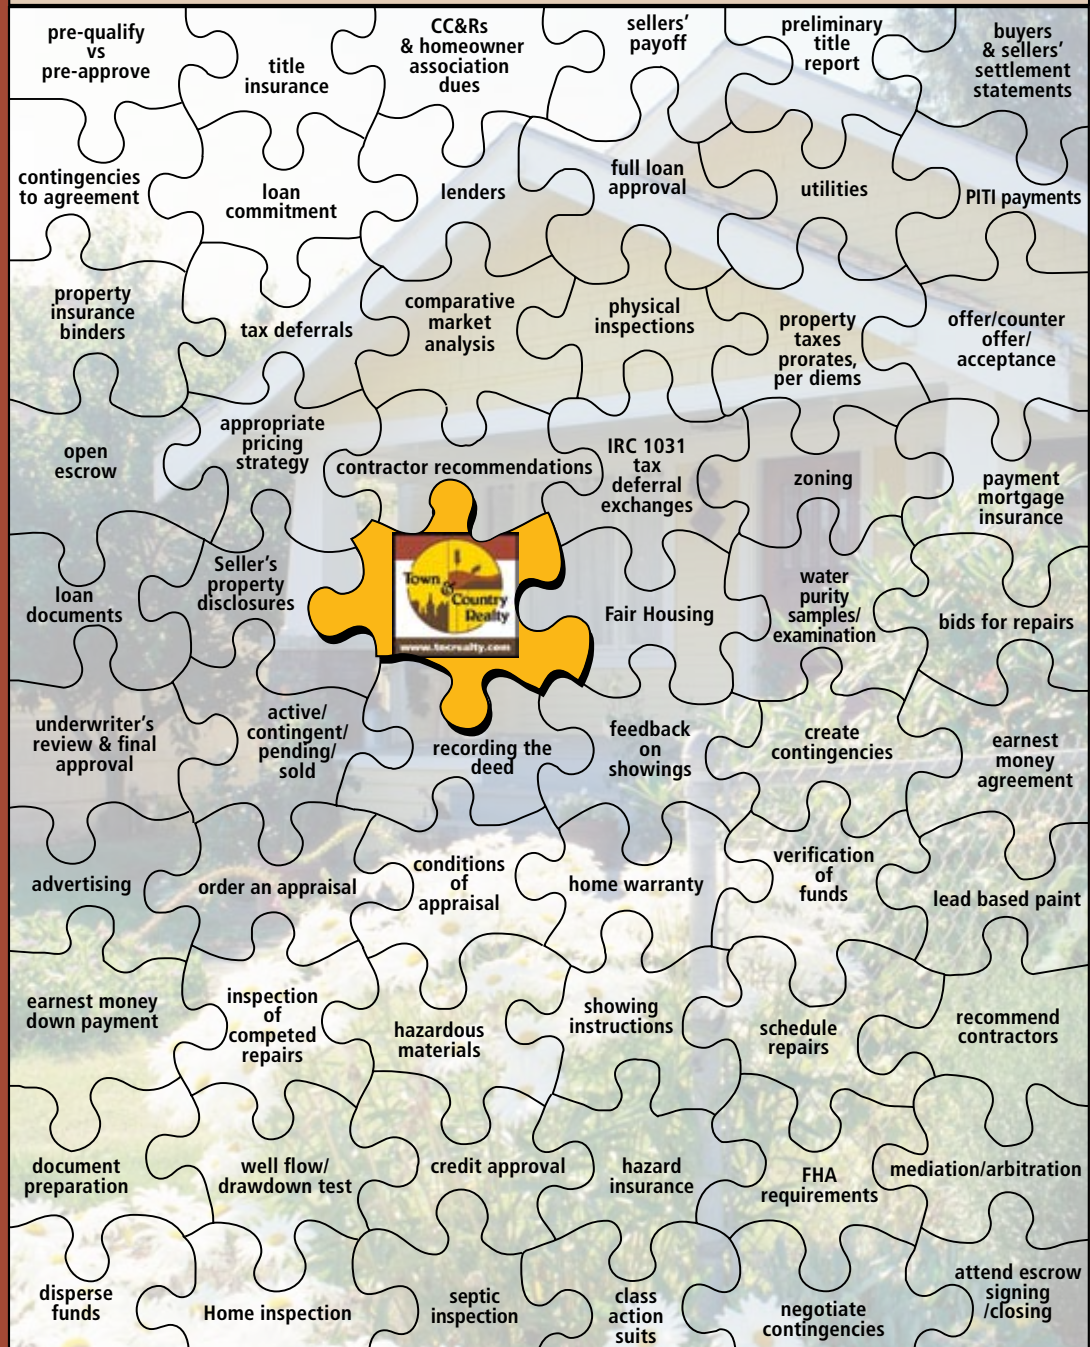 pre-qualify
vs
pre-approve
title
insurance
CC&Rs
& homeowner
association
dues
sellers'
payoff
preliminary
title
report
buyers
& sellers'
settlement
statements
contingencies
to agreement
loan
commitment
lenders
full loan
approval
utilities
PITI payments
property
insurance
binders
tax deferrals
comparative
market
analysis
physical
inspections
property
taxes
prorates,
per diems
offer/counter
offer/
acceptance
open
escrow
appropriate
pricing
strategy
contractor recommendations
IRC 1031
tax
deferral
exchanges
zoning
payment
mortgage
insurance
loan
documents
Seller's
property
disclosures
Town
&
Country
Realty
www.tcrealty.com
Fair Housing
water
purity
samples/
examination
bids for repairs
underwriter's
review & final
approval
active/
contingent/
pending/
sold
recording the
deed
feedback
on
showings
create
contingencies
earnest
money
agreement
advertising
order an appraisal
conditions
of
appraisal
home warranty
verification
of
funds
lead based paint
earnest money
down payment
inspection
of
competed
repairs
hazardous
materials
showing
instructions
schedule
repairs
recommend
contractors
document
preparation
well flow/
drawdown test
credit approval
hazard
insurance
FHA
requirements
mediation/arbitration
disperse
funds
Home inspection
septic
inspection
class
action
suits
negotiate
contingencies
attend escrow
signing
/closing